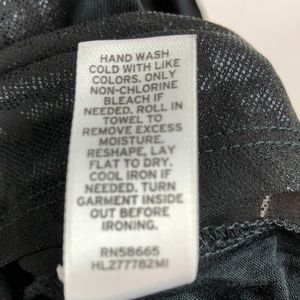 HAND WASH
COLD WITH LIKE
COLORS. ONLY
NON-CHLORINE
BLEACH IF
NEEDED. ROLL IN
TOWEL TO
REMOVE EXCESS
MOISTURE.
RESHAPE, LAY
FLAT TO DRY.
COOL IRON IF
NEEDED. TURN
GARMENT INSIDE
OUT BEFORE
IRONING.
RN58665
HL277782MI